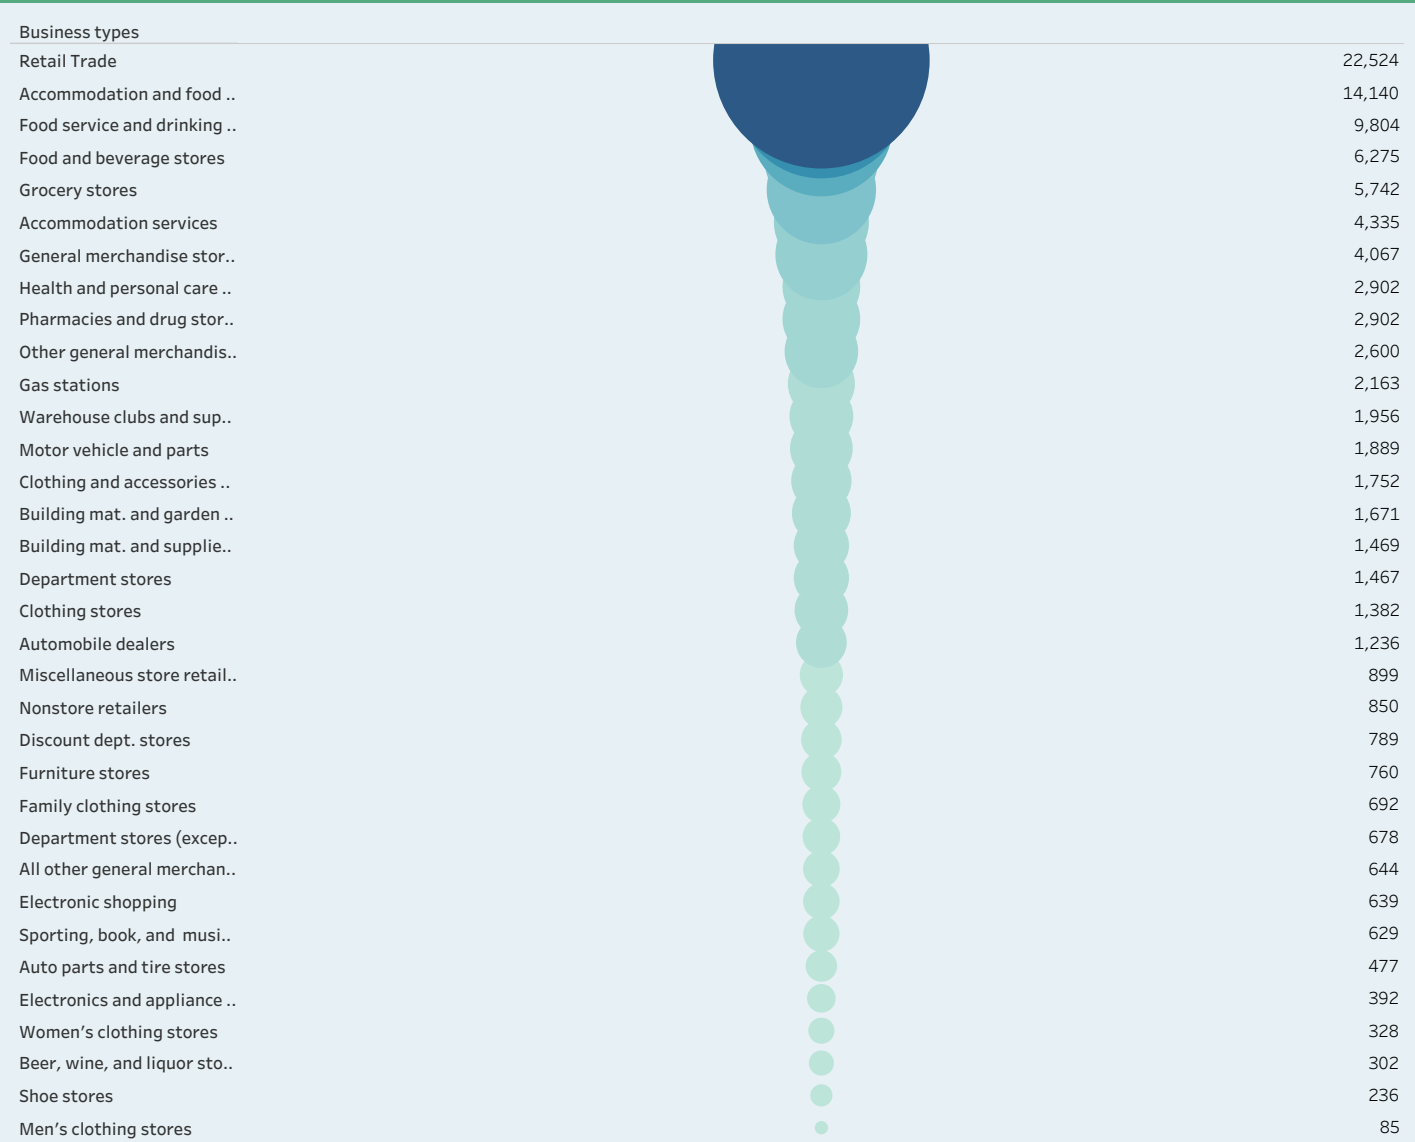 Business types
Retail Trade 22,524
Accommodation and food .. 14,140
Food service and drinking .. 9,804
Food and beverage stores 6,275
Grocery stores 5,742
Accommodation services 4,335
General merchandise stor.. 4,067
Health and personal care .. 2,902
Pharmacies and drug stor.. 2,902
Other general merchandis.. 2,600
Gas stations 2,163
Warehouse clubs and sup.. 1,956
Motor vehicle and parts 1,889
Clothing and accessories .. 1,752
Building mat. and garden .. 1,671
Building mat. and supplie.. 1,469
Department stores 1,467
Clothing stores 1,382
Automobile dealers 1,236
Miscellaneous store retail.. 899
Nonstore retailers 850
Discount dept. stores 789
Furniture stores 760
Family clothing stores 692
Department stores (excep.. 678
All other general merchan.. 644
Electronic shopping 639
Sporting, book, and  musi.. 629
Auto parts and tire stores 477
Electronics and appliance .. 392
Women’s clothing stores 328
Beer, wine, and liquor sto.. 302
Shoe stores 236
Men’s clothing stores 85